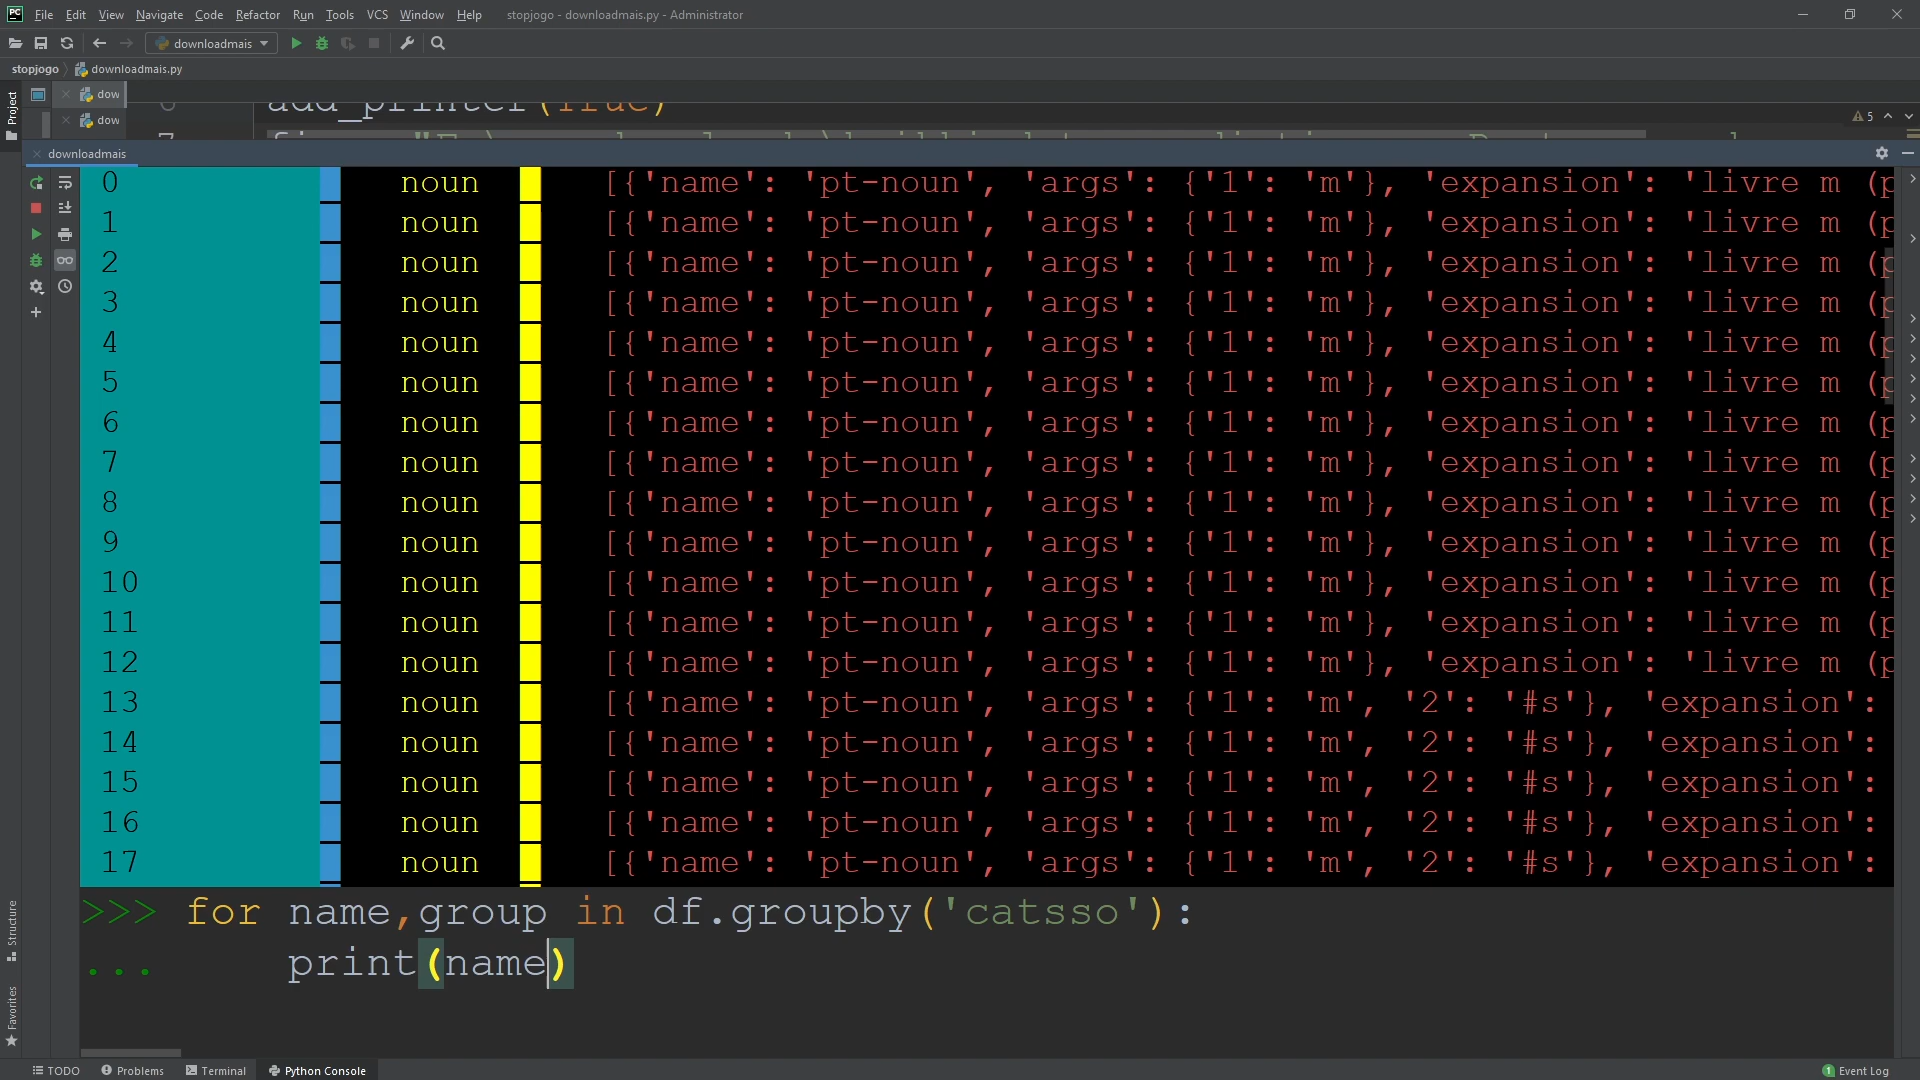 PC File Edit View Navigate Code Refactor Run Tools VCS Window Help stopjogo - downloadmais.py - Administrator
downloadmais
stopjogo downloadmais.py
Project
dow
dow
add_printer(True)
7
5
downloadmais
0 noun [{'name': 'pt-noun', 'args': {'1': 'm'}, 'expansion': 'livre m (p
1 noun [{'name': 'pt-noun', 'args': {'1': 'm'}, 'expansion': 'livre m (p
2 noun [{'name': 'pt-noun', 'args': {'1': 'm'}, 'expansion': 'livre m (p
3 noun [{'name': 'pt-noun', 'args': {'1': 'm'}, 'expansion': 'livre m (p
4 noun [{'name': 'pt-noun', 'args': {'1': 'm'}, 'expansion': 'livre m (p
5 noun [{'name': 'pt-noun', 'args': {'1': 'm'}, 'expansion': 'livre m (p
6 noun [{'name': 'pt-noun', 'args': {'1': 'm'}, 'expansion': 'livre m (p
7 noun [{'name': 'pt-noun', 'args': {'1': 'm'}, 'expansion': 'livre m (p
8 noun [{'name': 'pt-noun', 'args': {'1': 'm'}, 'expansion': 'livre m (p
9 noun [{'name': 'pt-noun', 'args': {'1': 'm'}, 'expansion': 'livre m (p
10 noun [{'name': 'pt-noun', 'args': {'1': 'm'}, 'expansion': 'livre m (p
11 noun [{'name': 'pt-noun', 'args': {'1': 'm'}, 'expansion': 'livre m (p
12 noun [{'name': 'pt-noun', 'args': {'1': 'm'}, 'expansion': 'livre m (p
13 noun [{'name': 'pt-noun', 'args': {'1': 'm', '2': '#s'}, 'expansion':
14 noun [{'name': 'pt-noun', 'args': {'1': 'm', '2': '#s'}, 'expansion':
15 noun [{'name': 'pt-noun', 'args': {'1': 'm', '2': '#s'}, 'expansion':
16 noun [{'name': 'pt-noun', 'args': {'1': 'm', '2': '#s'}, 'expansion':
17 noun [{'name': 'pt-noun', 'args': {'1': 'm', '2': '#s'}, 'expansion':
>>> for name,group in df.groupby('catsso'):
... print(name)
Structure
Favorites
TODO Problems Terminal Python Console 1 Event Log